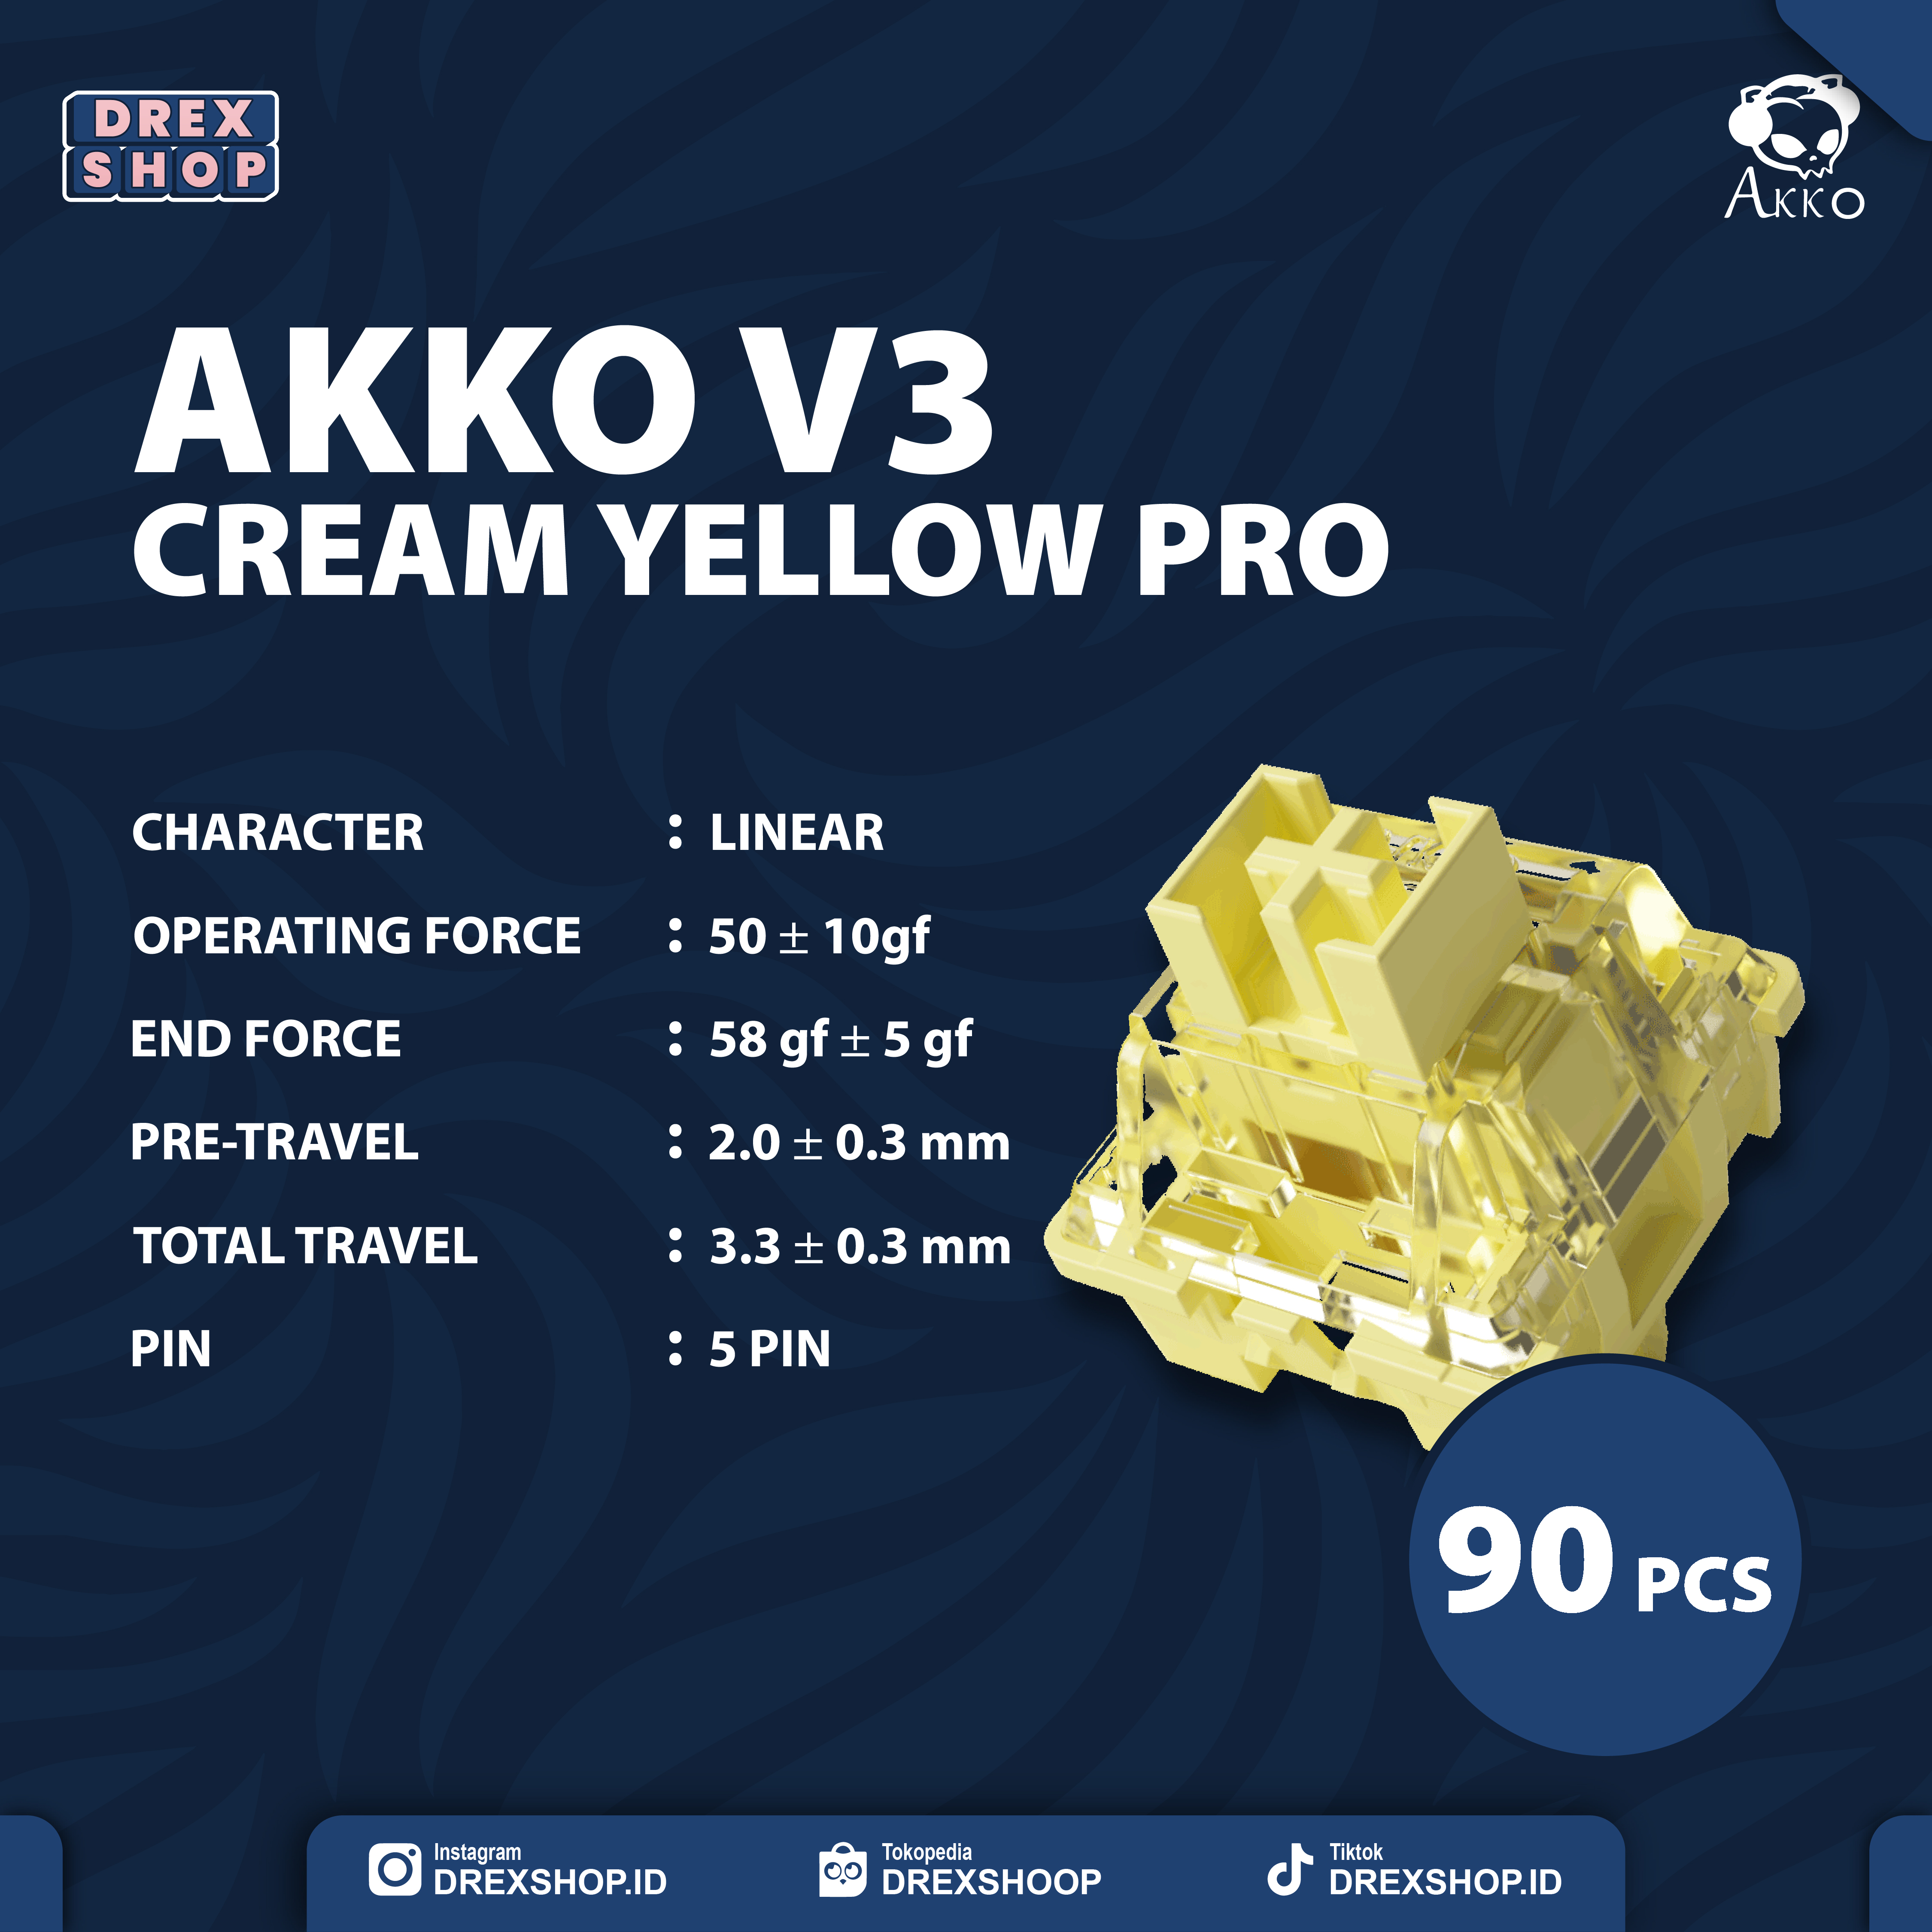 DREX
SHOP
AKKO
AKKO V3
CREAM YELLOW PRO
CHARACTER : LINEAR
OPERATING FORCE : 50 ± 10gf
END FORCE : 58 gf ± 5 gf
PRE-TRAVEL : 2.0 ± 0.3 mm
TOTAL TRAVEL : 3.3 ± 0.3 mm
PIN : 5 PIN
90 PCS
Instagram
DREXSHOP.ID
Tokopedia
DREXSHOOP
Tiktok
DREXSHOP.ID